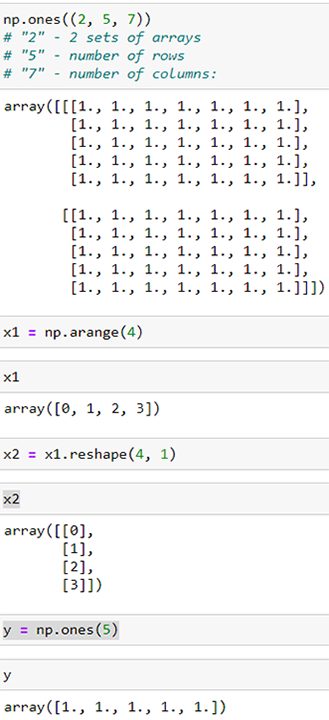 np.ones((2, 5, 7))
# "2" - 2 sets of arrays
# "5" - number of rows
# "7" - number of columns:
array([[[1., 1., 1., 1., 1., 1., 1.],
[1., 1., 1., 1., 1., 1., 1.],
[1., 1., 1., 1., 1., 1., 1.],
[1., 1., 1., 1., 1., 1., 1.],
[1., 1., 1., 1., 1., 1., 1.]],
[[1., 1., 1., 1., 1., 1., 1.],
[1., 1., 1., 1., 1., 1., 1.],
[1., 1., 1., 1., 1., 1., 1.],
[1., 1., 1., 1., 1., 1., 1.],
[1., 1., 1., 1., 1., 1., 1.]]])
x1 = np.arange(4)
x1
array([0, 1, 2, 3])
x2 = x1.reshape(4, 1)
x2
array([[0],
[1],
[2],
[3]])
y = np.ones(5)
y
array([1., 1., 1., 1., 1.])